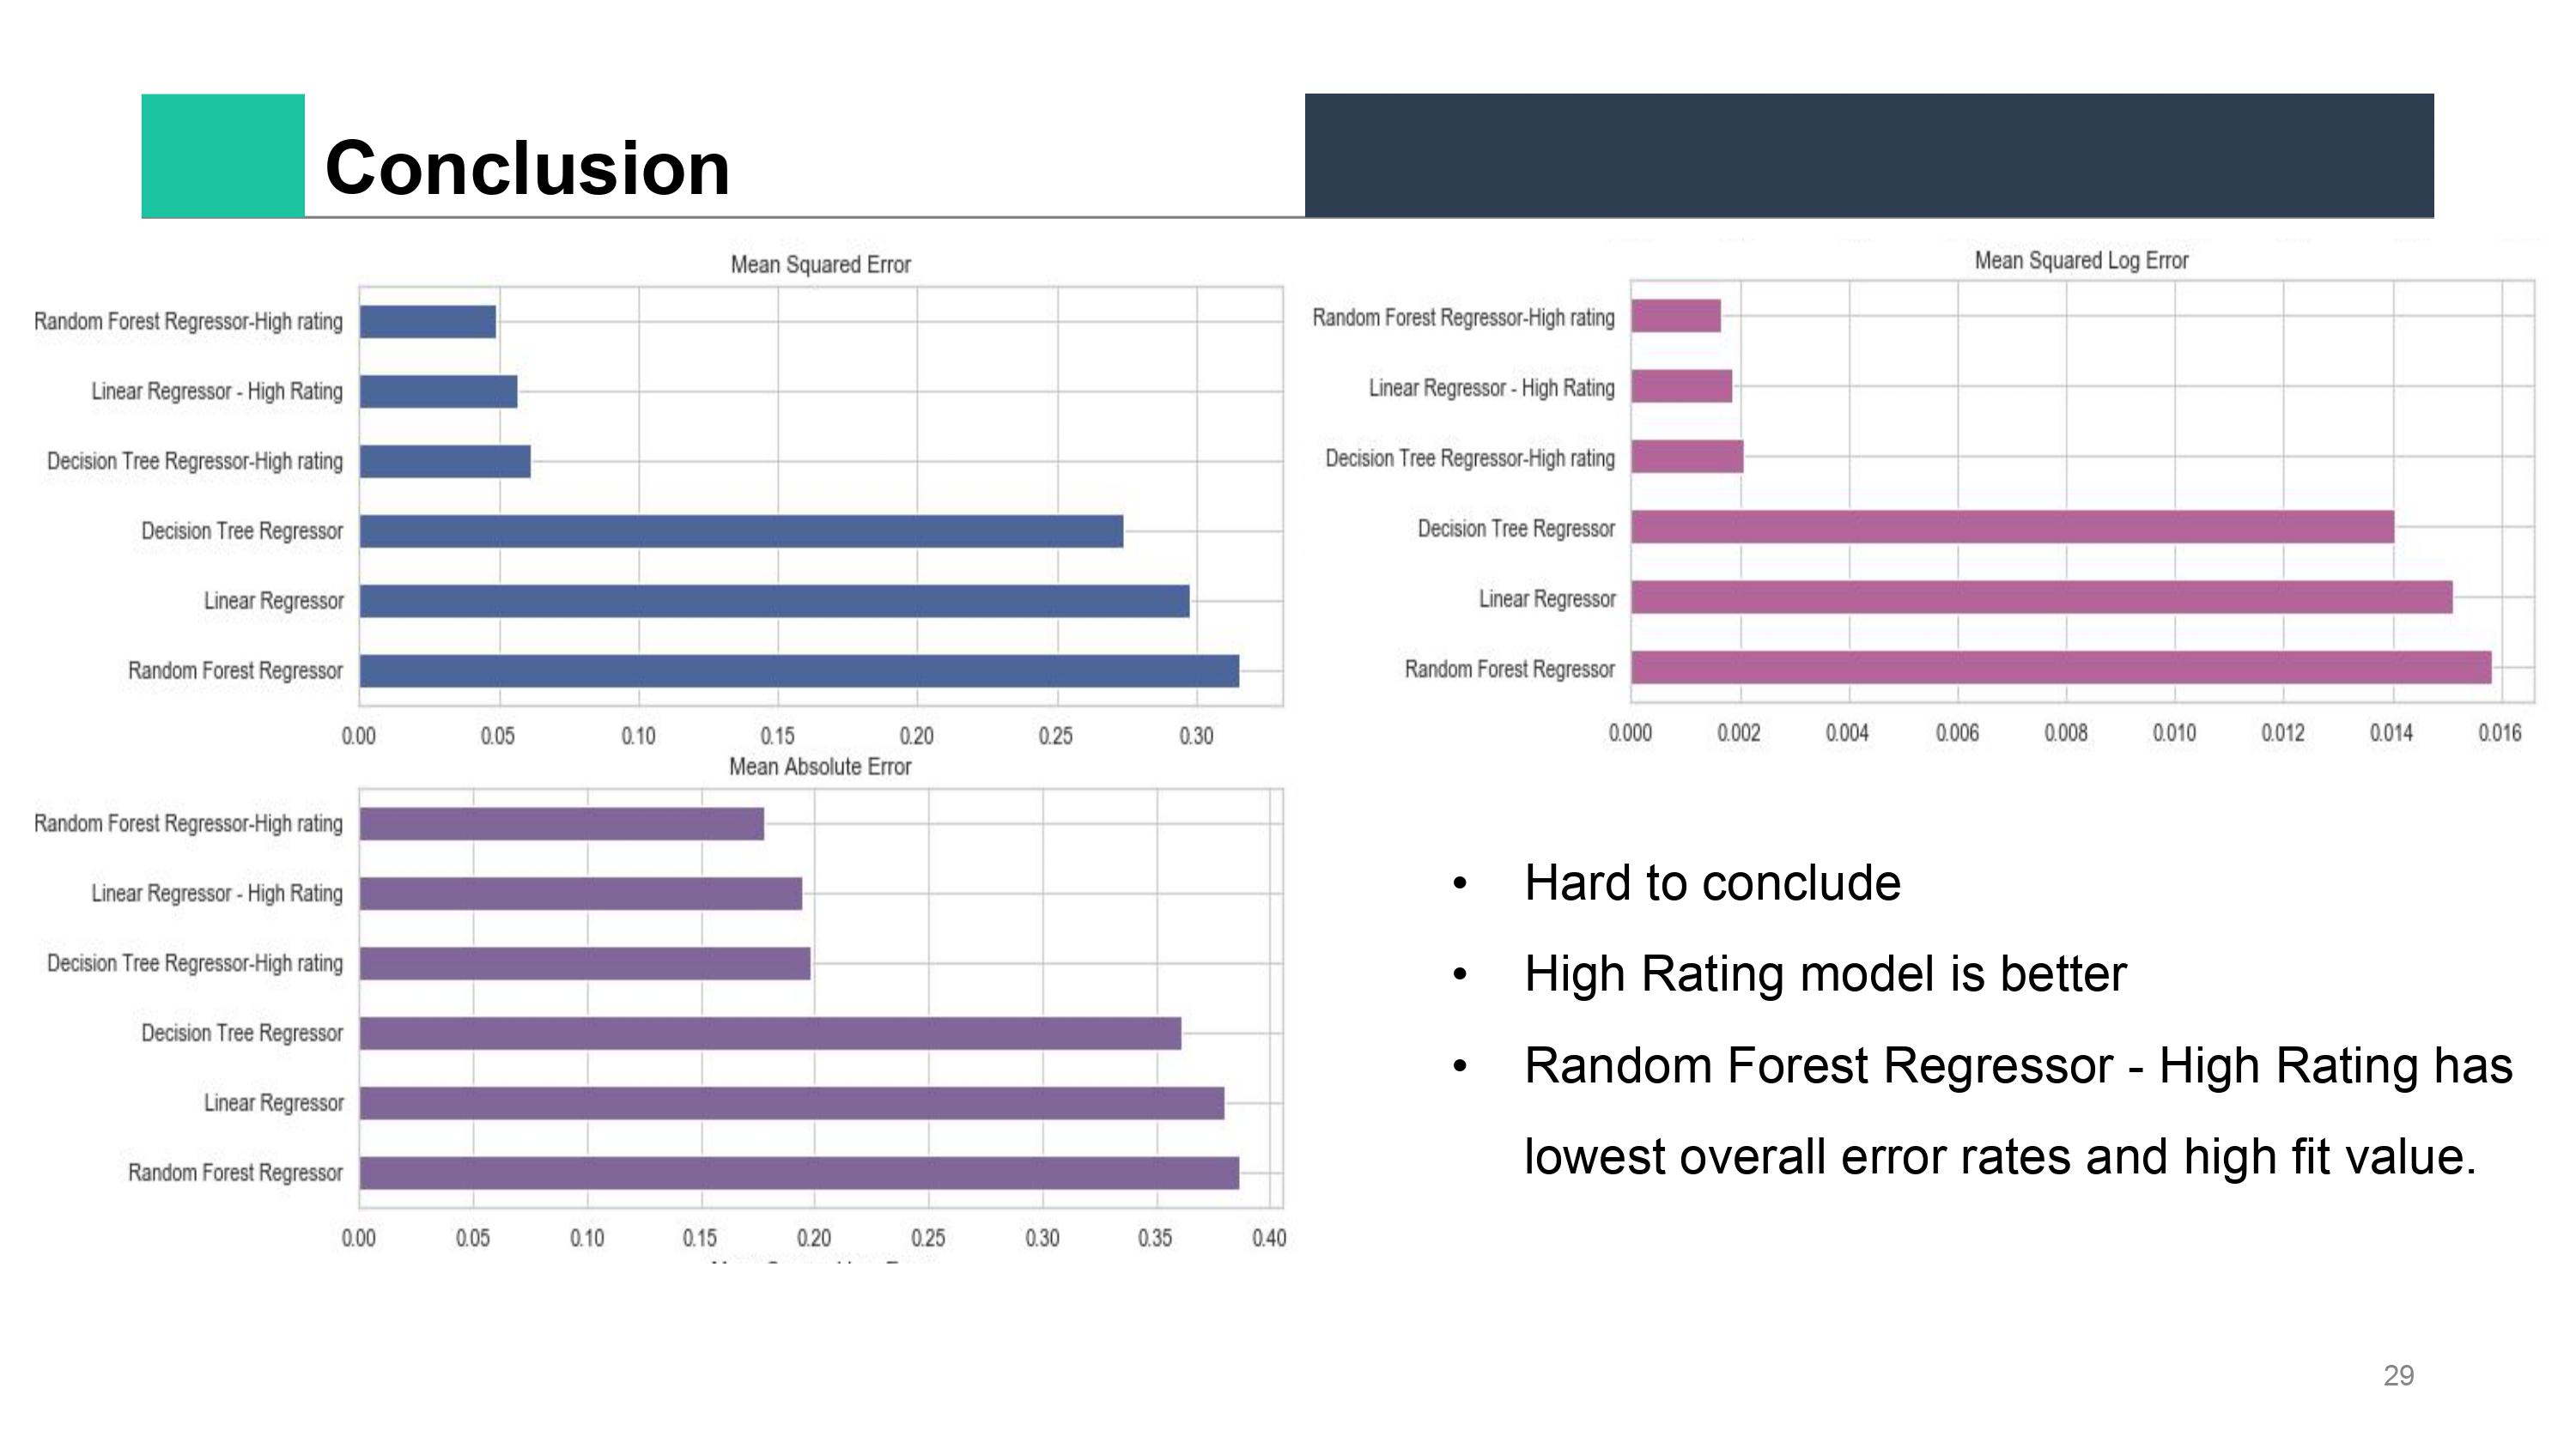 Conclusion
Mean Squared Error
Random Forest Regressor-High rating
Linear Regressor - High Rating
Decision Tree Regressor-High rating
Decision Tree Regressor
Linear Regressor
Random Forest Regressor
0.00 0.05 0.10 0.15 0.20 0.25 0.30
Mean Absolute Error
Random Forest Regressor-High rating
Linear Regressor - High Rating
Decision Tree Regressor-High rating
Decision Tree Regressor
Linear Regressor
Random Forest Regressor
0.00 0.05 0.10 0.15 0.20 0.25 0.30 0.35 0.40
Mean Squared Log Error
Random Forest Regressor-High rating
Linear Regressor - High Rating
Decision Tree Regressor-High rating
Decision Tree Regressor
Linear Regressor
Random Forest Regressor
0.000 0.002 0.004 0.006 0.008 0.010 0.012 0.014 0.016
• Hard to conclude
• High Rating model is better
• Random Forest Regressor - High Rating has
lowest overall error rates and high fit value.
29